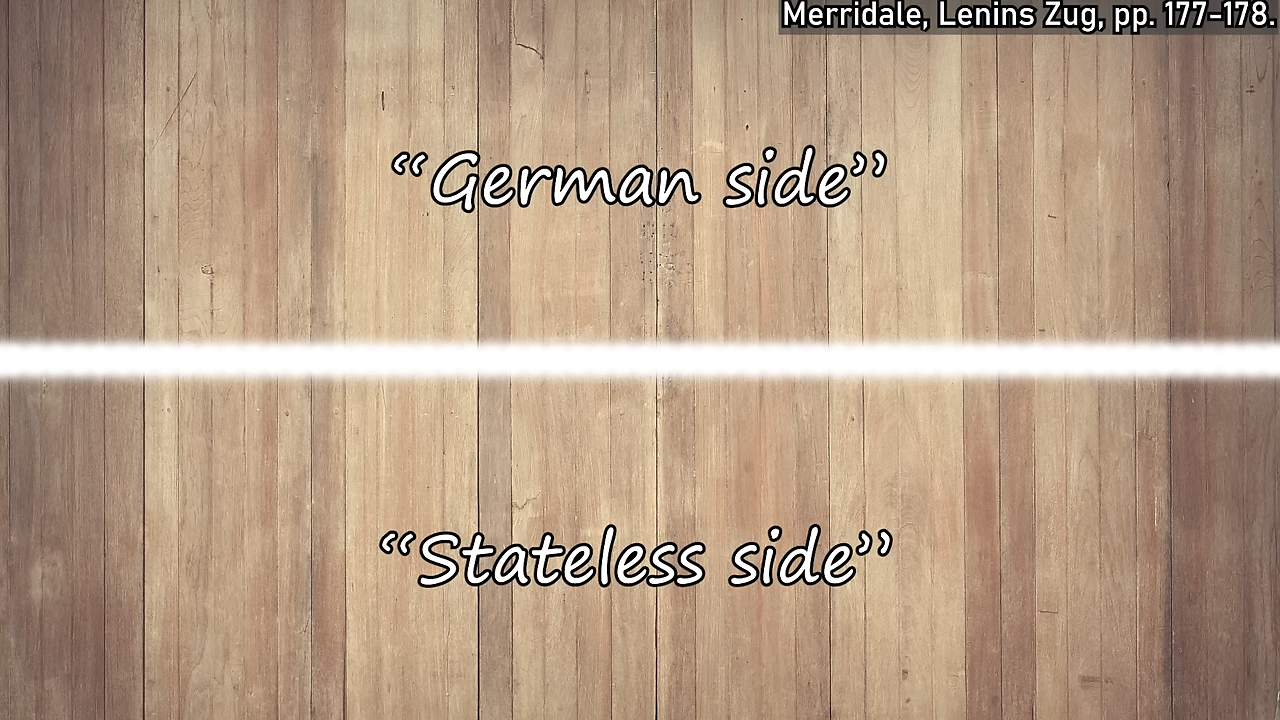 Merridale, Lenins Zug, pp. 177–178.
“German side”
“Stateless side”